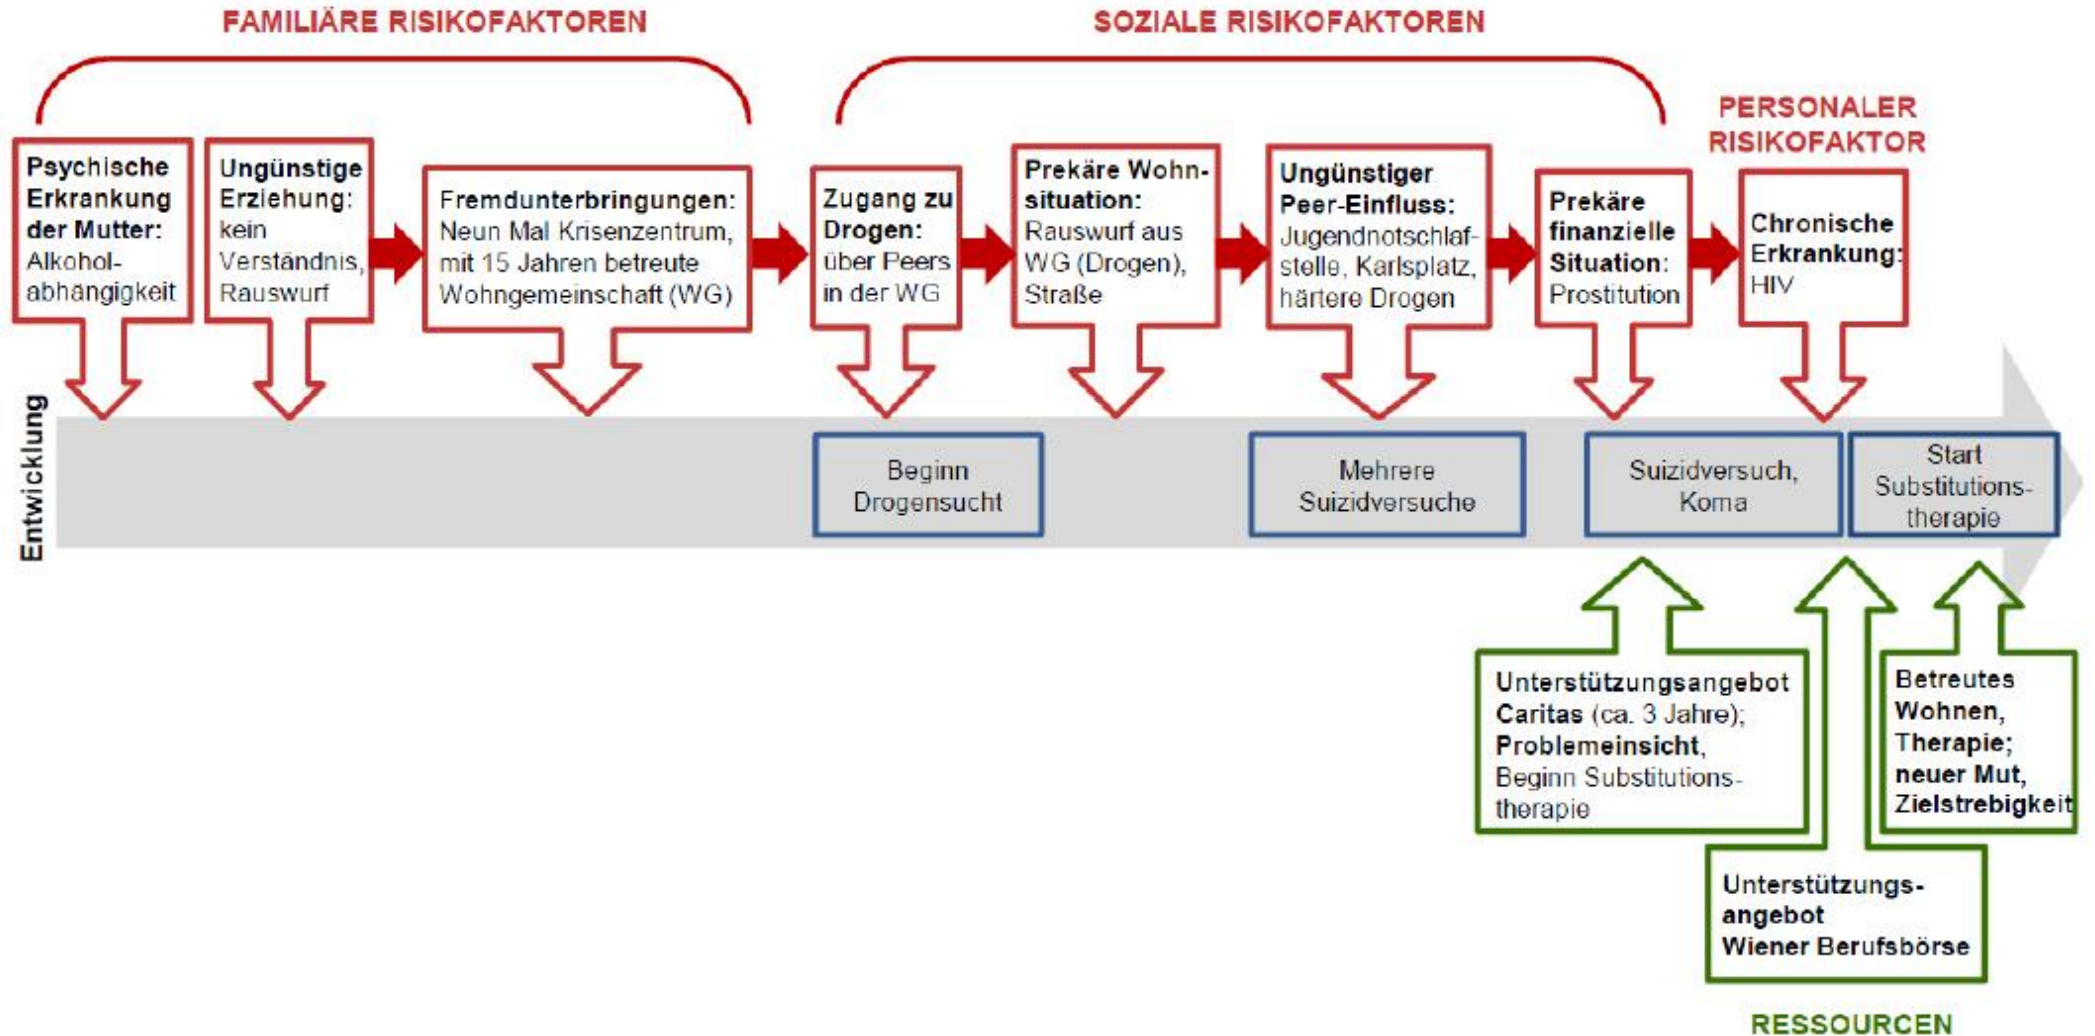 FAMILIÄRE RISIKOFAKTOREN
SOZIALE RISIKOFAKTOREN
PERSONALER
RISIKOFAKTOR
Psychische
Erkrankung
der Mutter:
Alkohol-
abhängigkeit
Ungünstige
Erziehung:
kein
Verständnis,
Rauswurf
Fremdunterbringungen:
Neun Mal Krisenzentrum,
mit 15 Jahren betreute
Wohngemeinschaft (WG)
Zugang zu
Drogen:
über Peers
in der WG
Prekäre Wohn-
situation:
Rauswurf aus
WG (Drogen),
Straße
Ungünstiger
Peer-Einfluss:
Jugendnotschlaf-
stelle, Karlsplatz,
härtere Drogen
Prekäre
finanzielle
Situation:
Prostitution
Chronische
Erkrankung:
HIV
Entwicklung
Beginn
Drogensucht
Mehrere
Suizidversuche
Suizidversuch,
Koma
Start
Substitutions-
therapie
Unterstützungsangebot
Caritas (ca. 3 Jahre);
Problemeinsicht,
Beginn Substitutions-
therapie
Betreutes
Wohnen,
Therapie;
neuer Mut,
Zielstrebigkeit
Unterstützungs-
angebot
Wiener Berufsbörse
RESSOURCEN